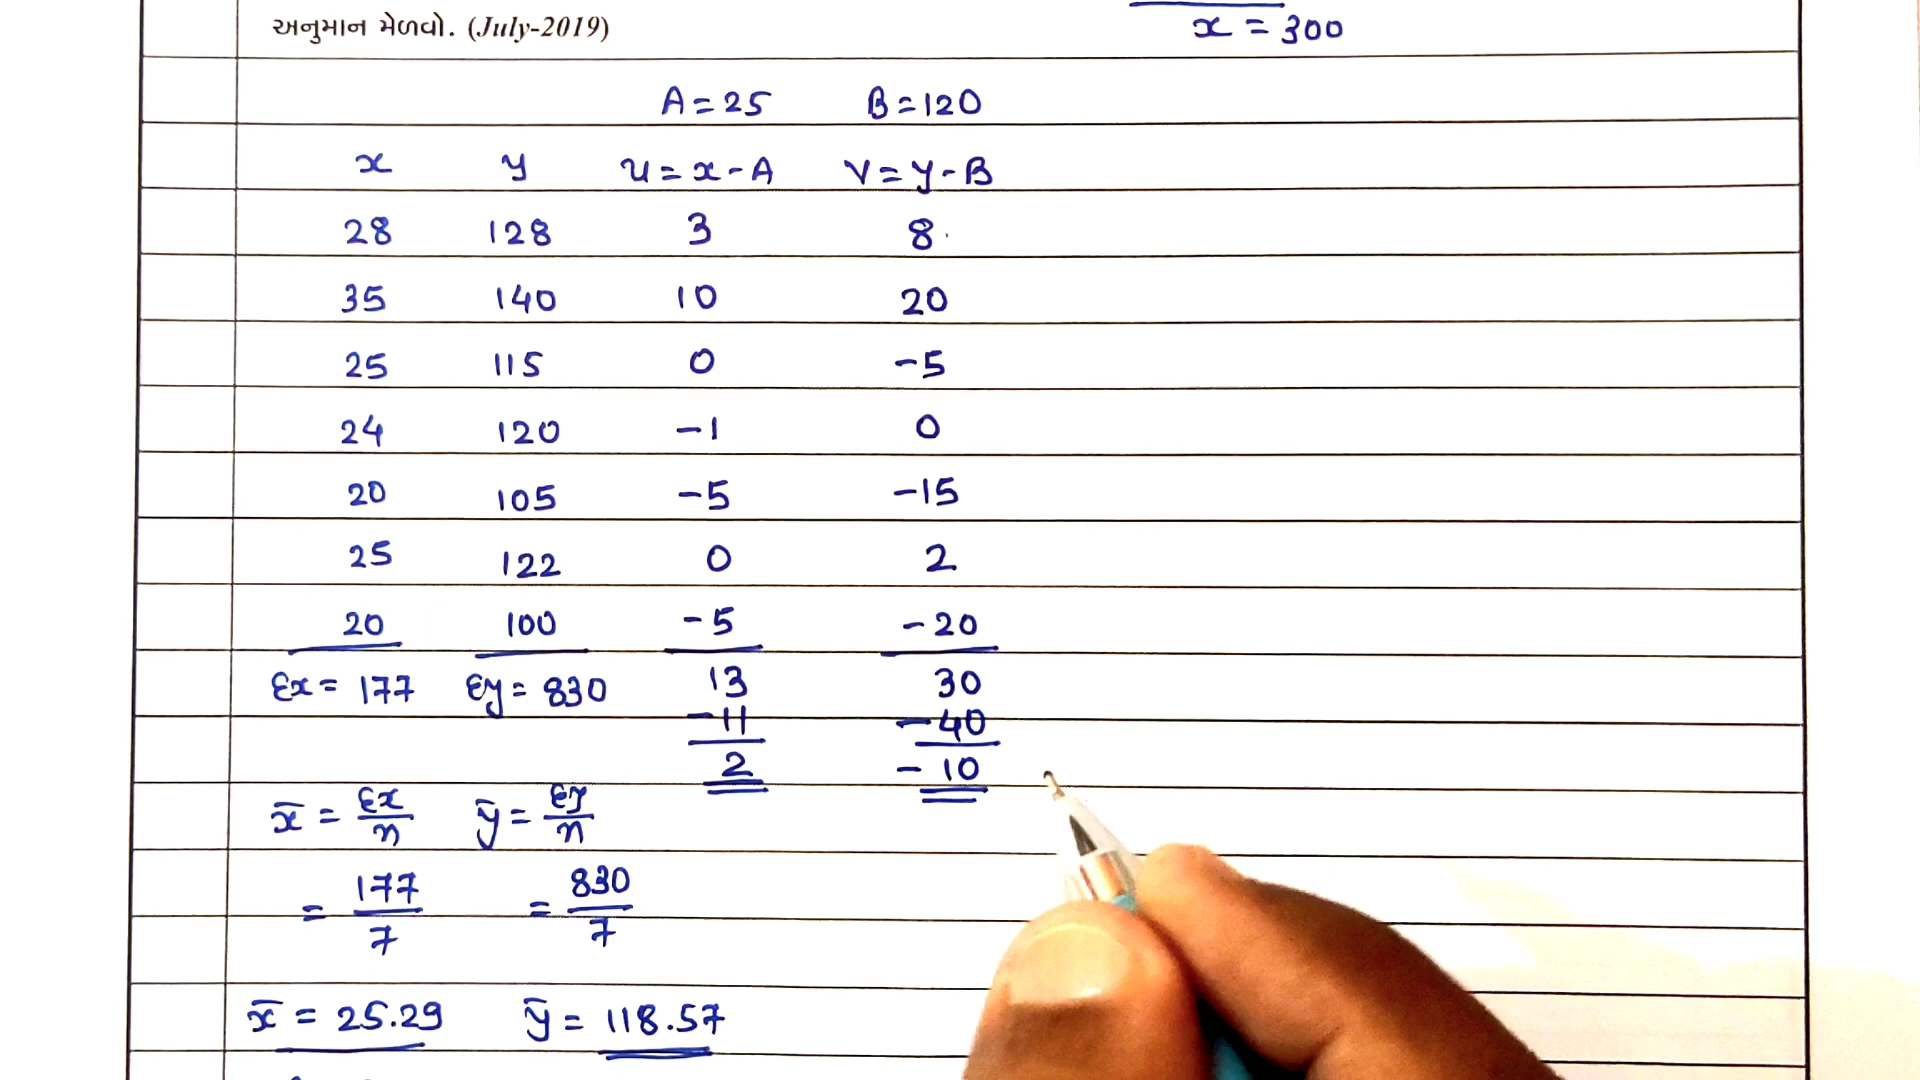 અનુમાન મેળવો. (July-2019)
x = 300
A = 25 B = 120
x y u = x - A v = y - B
28 128 3 8
35 140 10 20
25 115 0 -5
24 120 -1 0
20 105 -5 -15
25 122 0 2
20 100 -5 -20
Σx = 177 Σy = 830 13 30
-11 -40
2 -10
x̄ = Σx/n ȳ = Σy/n
= 177/7 = 830/7
x̄ = 25.29 ȳ = 118.57